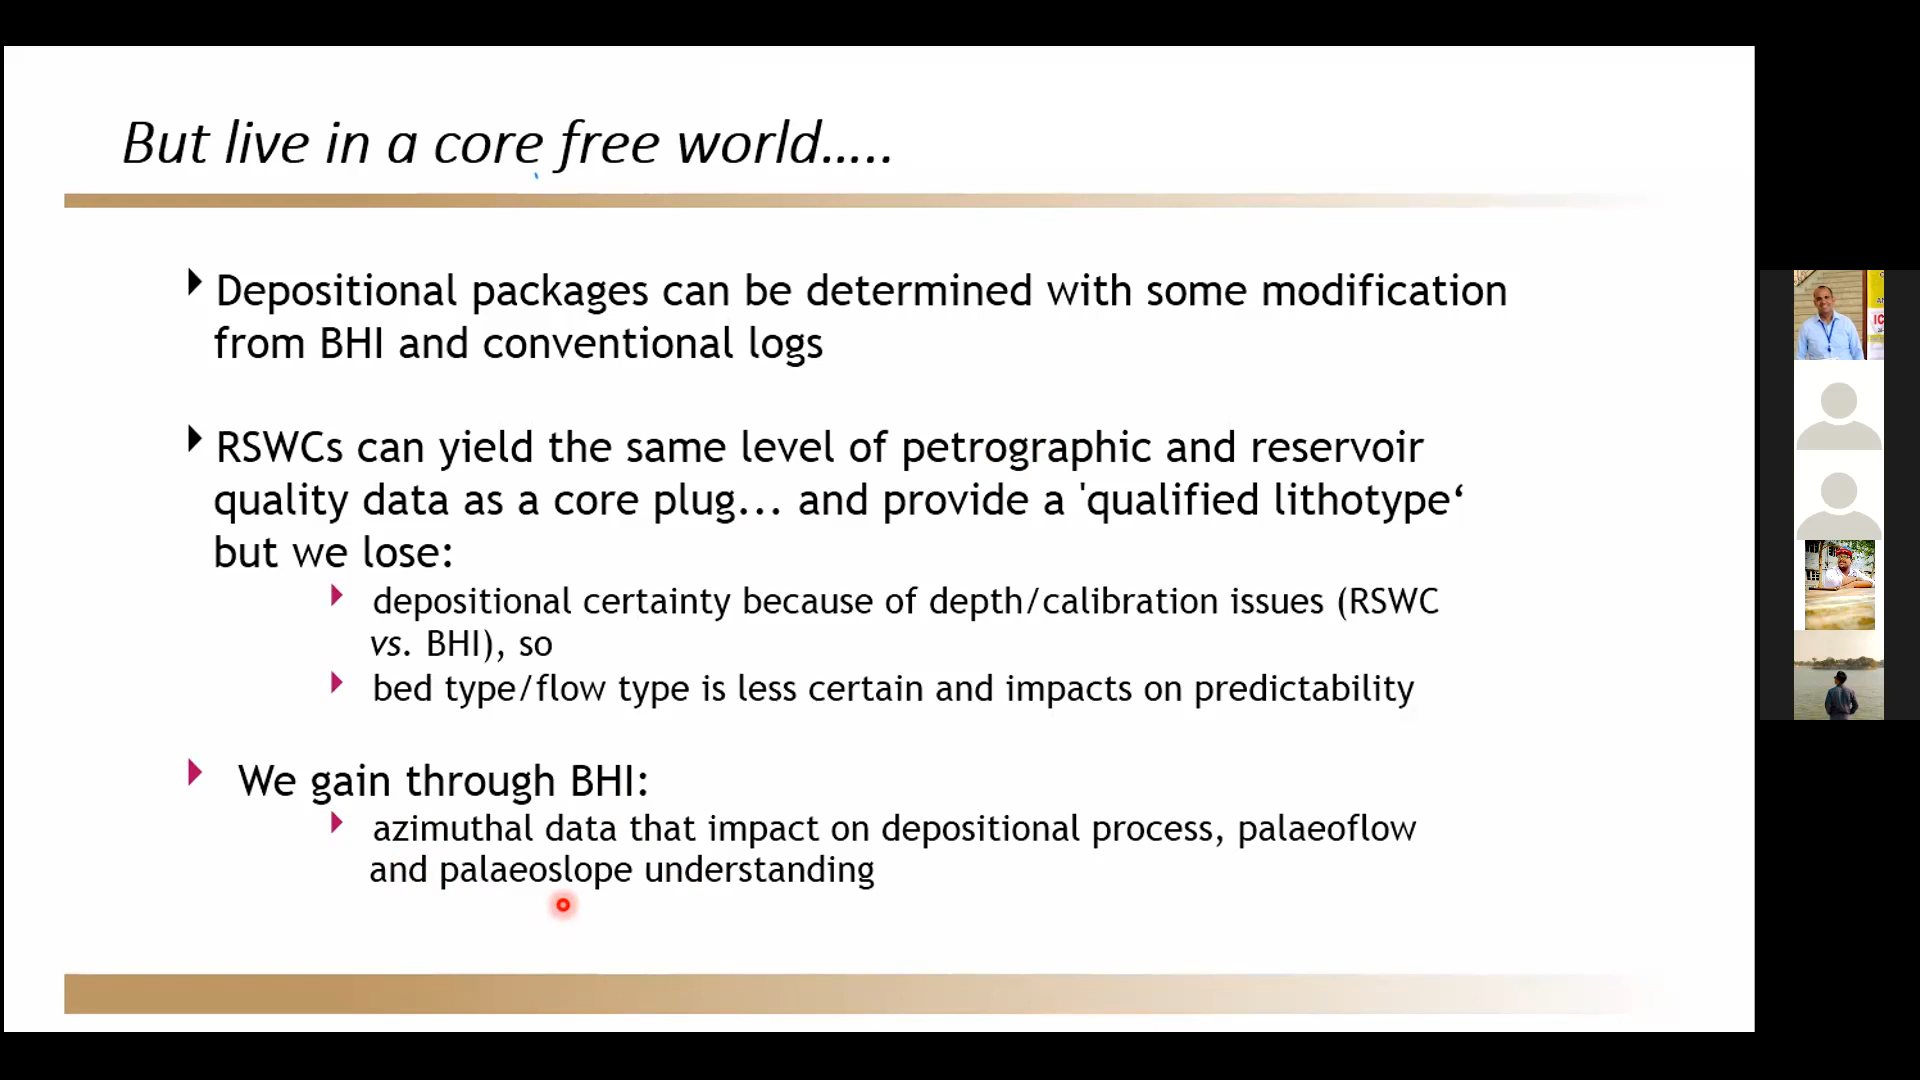 But live in a core free world.....
Depositional packages can be determined with some modification
from BHI and conventional logs
RSWCs can yield the same level of petrographic and reservoir
quality data as a core plug... and provide a 'qualified lithotype‘
but we lose:
depositional certainty because of depth/calibration issues (RSWC
vs. BHI), so
bed type/flow type is less certain and impacts on predictability
We gain through BHI:
azimuthal data that impact on depositional process, palaeoflow
and palaeoslope understanding